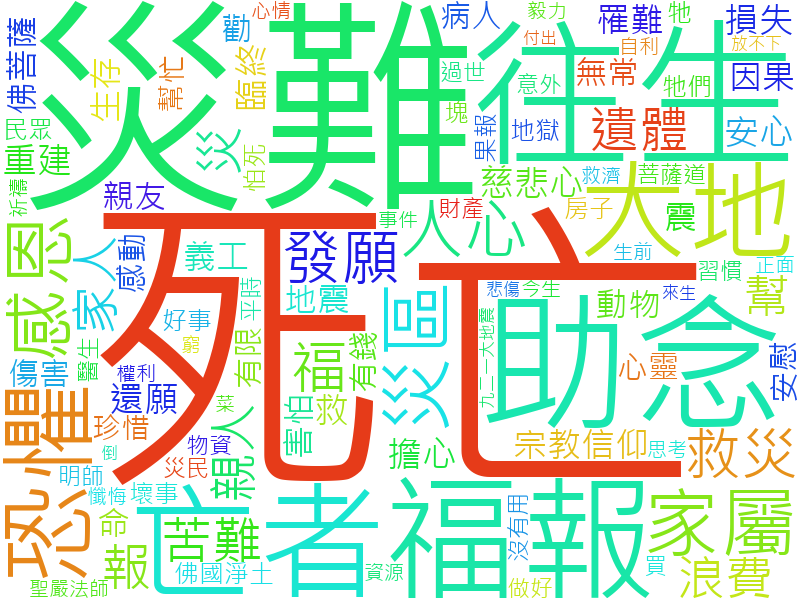 心情
毅力
勸
病人
付出
罹難
牠
損失
佛菩薩
災難
往生
自利
放不下
生存
幫忙
臨終
過世
意外
無常
牠們
因果
塊
民眾
重建
災
怕死
果報
地獄
遺體
安心
祈禱
親友
慈悲心
救濟
大地
菩薩道
財產
房子
震
感恩
家人
感動
義工
發願
人心
事件
生前
習慣
正面
死亡
地震
平時
災區
悲傷
今生
動物
來生
幫
好事
窮
有限
福
有錢
九二一大地震
助念
心靈
安慰
傷害
醫生
權利
還願
菜
救
恐懼
珍惜
親人
害怕
擔心
宗教信仰
思考
救災
倒
物資
災民
明師
懺悔
壞事
命
苦難
亡者
福報
沒有用
家屬
報
佛國淨土
資源
做好
買
浪費
聖嚴法師